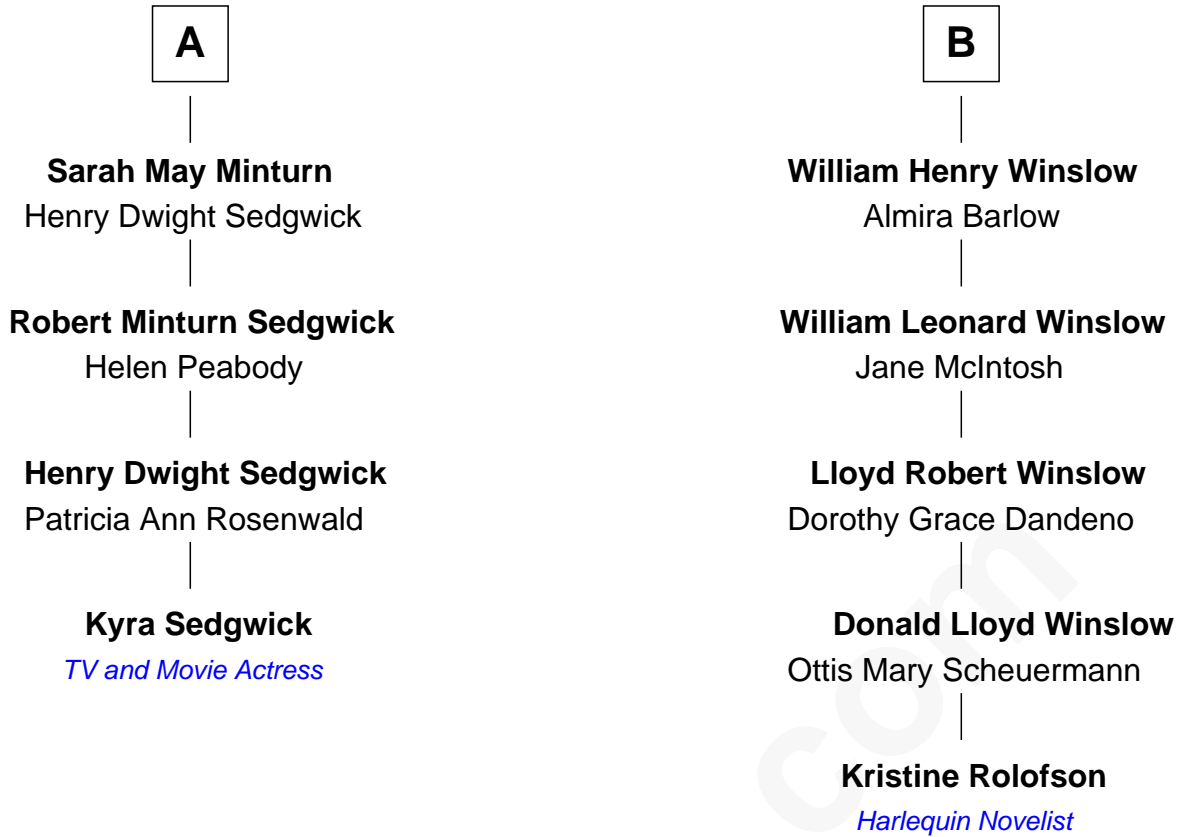 A
Sarah May Minturn
Henry Dwight Sedgwick
Robert Minturn Sedgwick
Helen Peabody
Henry Dwight Sedgwick
Patricia Ann Rosenwald
Kyra Sedgwick
TV and Movie Actress
B
William Henry Winslow
Almira Barlow
William Leonard Winslow
Jane McIntosh
Lloyd Robert Winslow
Dorothy Grace Dandeno
Donald Lloyd Winslow
Ottis Mary Scheuermann
Kristine Rolofson
Harlequin Novelist
com